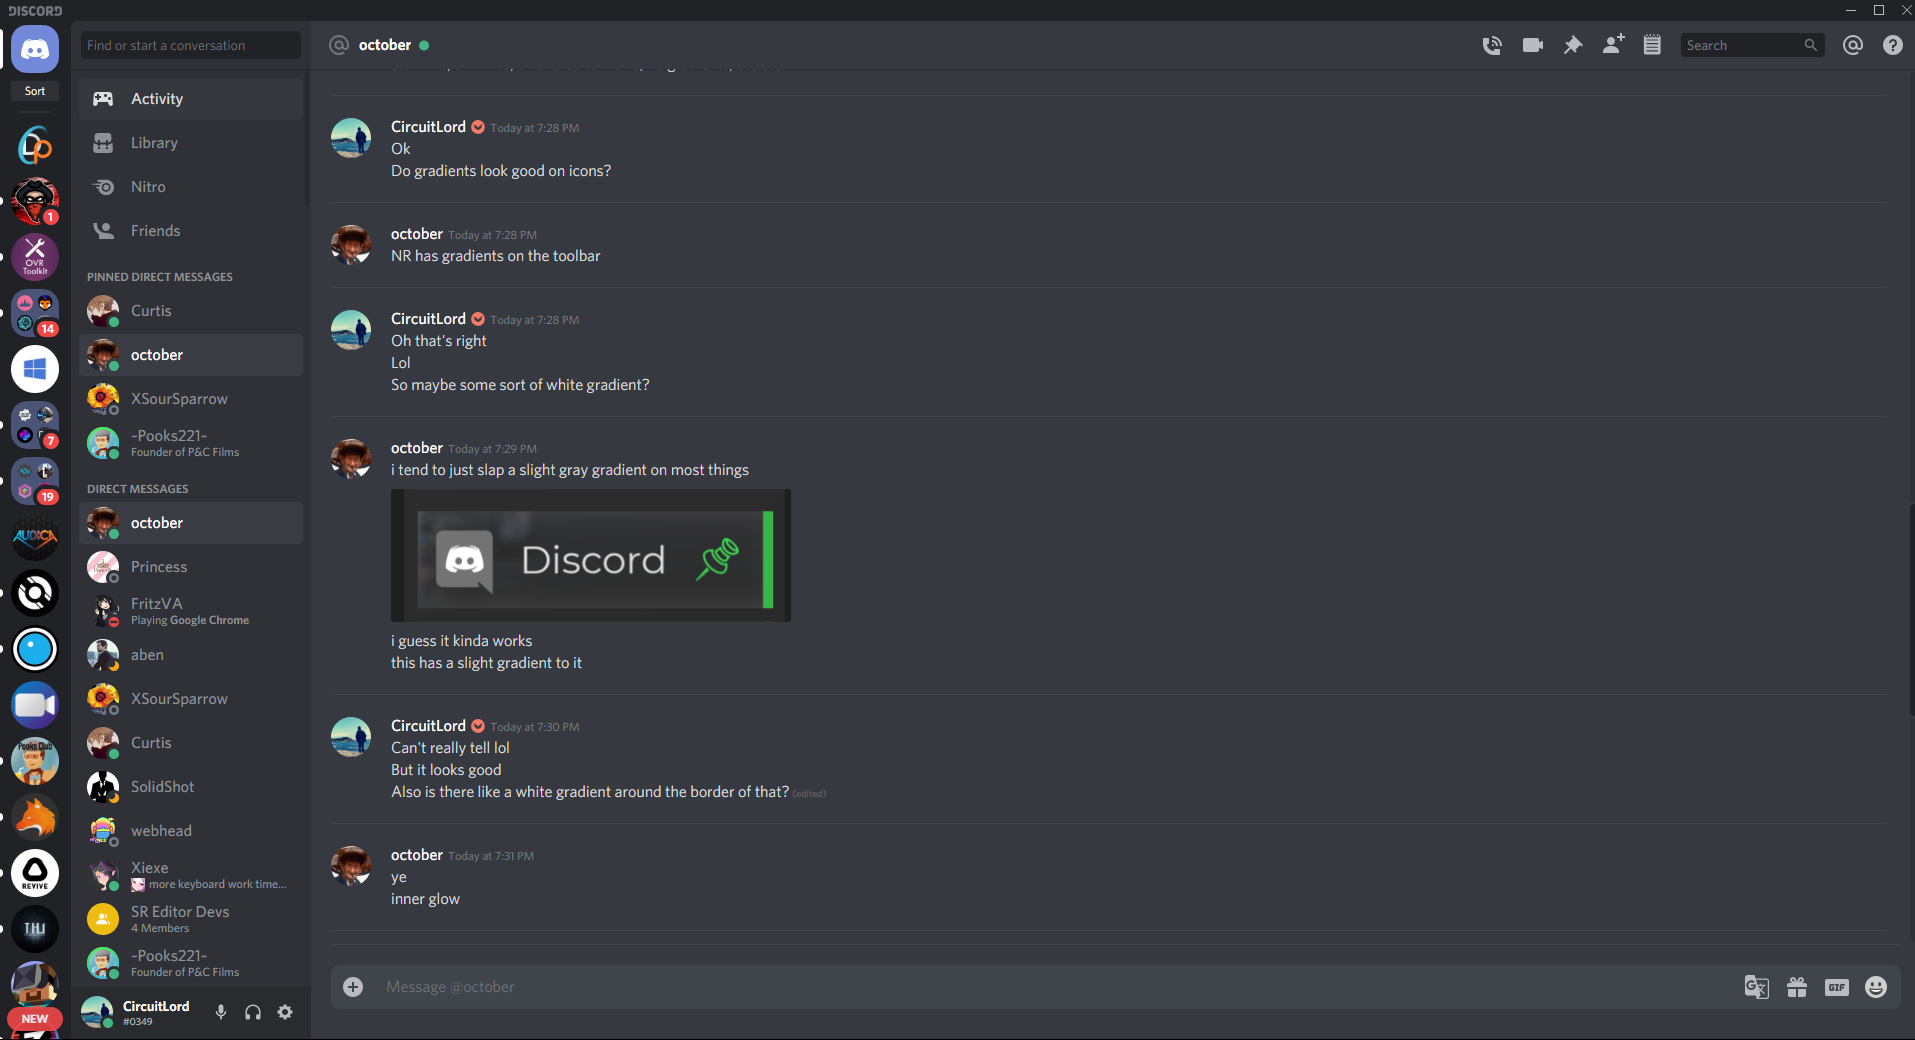 DISCORD
Find or start a conversation
october
Search
Sort
Activity
Library
Nitro
Friends
PINNED DIRECT MESSAGES
Curtis
october
XSourSparrow
~Pooks221~
Founder of P&C Films
DIRECT MESSAGES
october
Princess
FritzVA
Playing Google Chrome
aben
XSourSparrow
Curtis
SolidShot
webhead
Xiexe
more keyboard work time...
SR Editor Devs
4 Members
~Pooks221~
Founder of P&C Films
CircuitLord
#0349
1
OVR
Toolkit
14
7
19
AUDICA
Pooks Club
REVIVE
NEW
CircuitLord Today at 7:28 PM
Ok
Do gradients look good on icons?
october Today at 7:28 PM
NR has gradients on the toolbar
CircuitLord Today at 7:28 PM
Oh that's right
Lol
So maybe some sort of white gradient?
october Today at 7:29 PM
i tend to just slap a slight gray gradient on most things
Discord
i guess it kinda works
this has a slight gradient to it
CircuitLord Today at 7:30 PM
Can't really tell lol
But it looks good
Also is there like a white gradient around the border of that? (edited)
october Today at 7:31 PM
ye
inner glow
Message @october
GIF